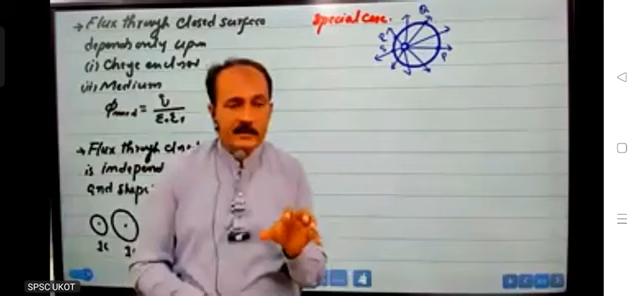 → Flux through closed surface
depends only upon
(i) Charge enclosed
(ii) Medium
ϕmed = q / ε₀εᵣ
→ Flux through
is independ
and shape
Special case.
Q
R
S
P
SPSC UKOT